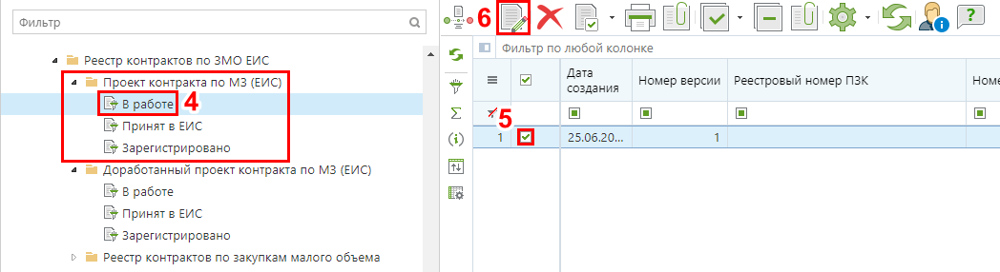 Фильтр
Реестр контрактов по ЗМО ЕИС
Проект контракта по МЗ (ЕИС)
В работе 4
Принят в ЕИС
Зарегистрировано
Доработанный проект контракта по МЗ (ЕИС)
В работе
Принят в ЕИС
Зарегистрировано
Реестр контрактов по закупкам малого объема
6
Фильтр по любой колонке
Дата создания
Номер версии
Реестровый номер ПЗК
Номе
5
1 25.06.20... 1